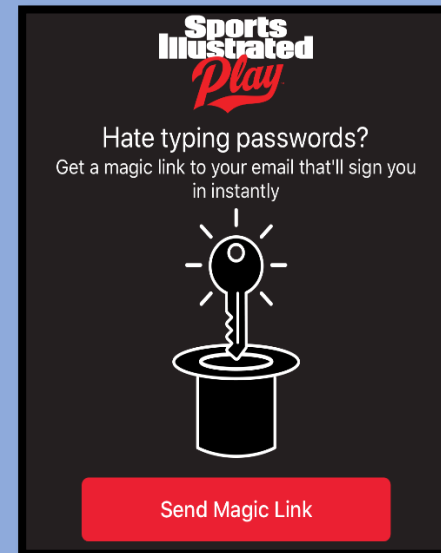 Sports
Illustrated
Play
Hate typing passwords?
Get a magic link to your email that'll sign you
in instantly
Send Magic Link